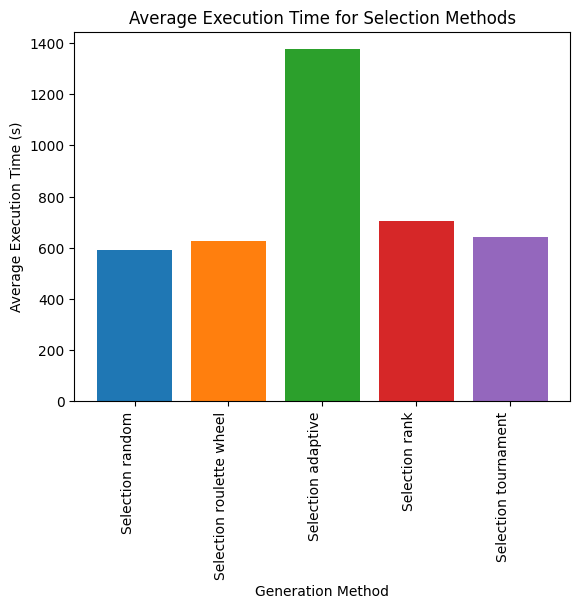 Average Execution Time for Selection Methods
Average Execution Time (s)
1400
1200
1000
800
600
400
200
0
Selection random
Selection roulette wheel
Selection adaptive
Selection rank
Selection tournament
Generation Method